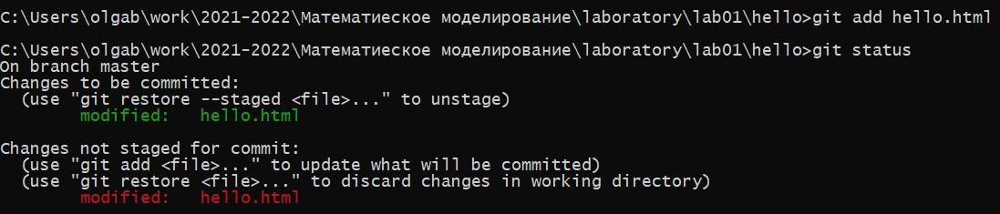 C:\Users\olgab\work\2021-2022\Математиеское моделирование\laboratory\lab01\hello>git add hello.html
C:\Users\olgab\work\2021-2022\Математиеское моделирование\laboratory\lab01\hello>git status
On branch master
Changes to be committed:
  (use "git restore --staged <file>..." to unstage)
        modified:   hello.html
Changes not staged for commit:
  (use "git add <file>..." to update what will be committed)
  (use "git restore <file>..." to discard changes in working directory)
        modified:   hello.html